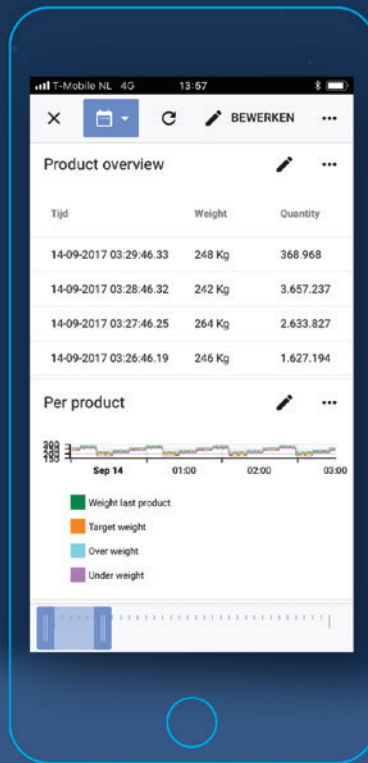 T-Mobile NL 4G 13:57
BEWERKEN
Product overview
Tijd Weight Quantity
14-09-2017 03:29:46.33 248 Kg 368.968
14-09-2017 03:28:46.32 242 Kg 3.657.237
14-09-2017 03:27:46.25 264 Kg 2.633.827
14-09-2017 03:26:46.19 246 Kg 1.627.194
Per product
Sep 14 01:00 02:00 03:00
Weight last product
Target weight
Over weight
Under weight